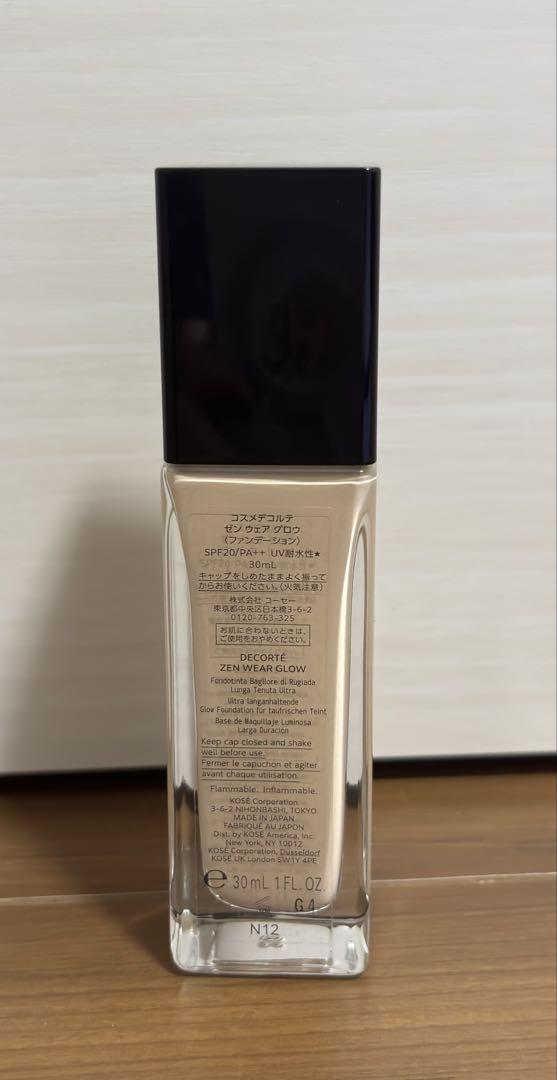 コスメデコルテ
ゼン ウェア グロウ
〈ファンデーション〉
SPF20/PA++ UV耐水性★
30mL
キャップをしめたままよく振って
からお使いください。〈火気注意〉
株式会社 コーセー
東京都中央区日本橋3-6-2
0120-763-325
お肌に合わないときは、
ご使用をおやめください。
DECORTÉ
ZEN WEAR GLOW
Fondotinta Bagliore di Rugiada
Lunga Tenuta Ultra
Ultra langanhaltende
Glow Foundation für taufrischen Teint
Base de Maquillaje Luminosa
Larga Duración
Keep cap closed and shake
well before use.
Fermer le capuchon et agiter
avant chaque utilisation.
Flammable. Inflammable.
KOSÉ Corporation
3-6-2 NIHONBASHI, TOKYO
MADE IN JAPAN
FABRIQUÉ AU JAPON
Dist. by KOSÉ America, Inc.
New York, NY 10012
KOSÉ Corporation, Düsseldorf
KOSÉ UK London SW1Y 4PE
℮ 30 mL 1 FL. OZ.
G 4
N12